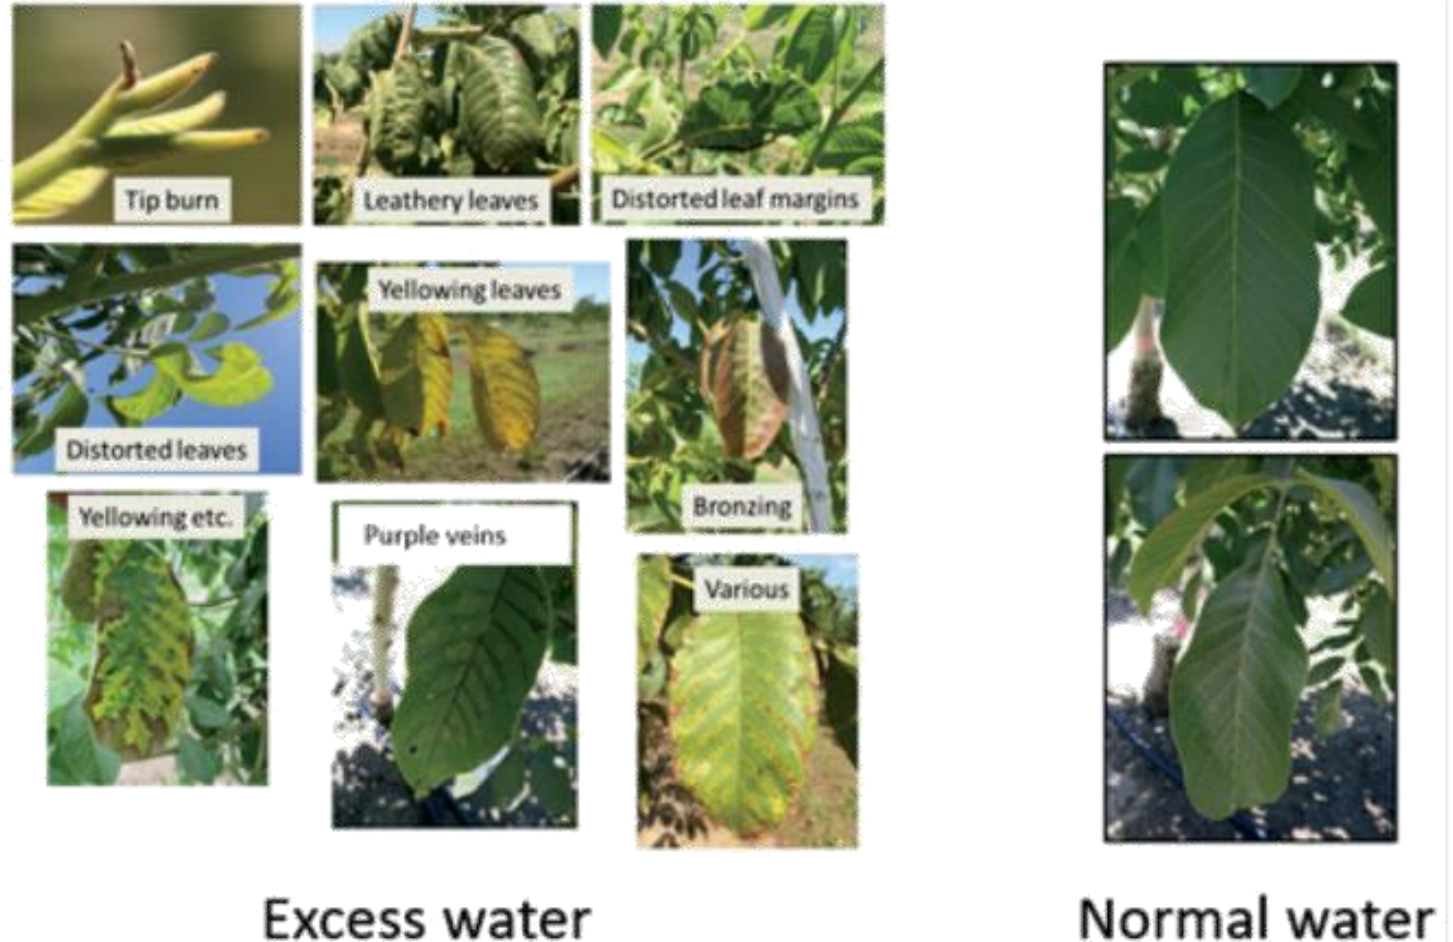 Tip burn
Leathery leaves
Distorted leaf margins
Distorted leaves
Yellowing leaves
Bronzing
Yellowing etc.
Purple veins
Various
Excess water
Normal water